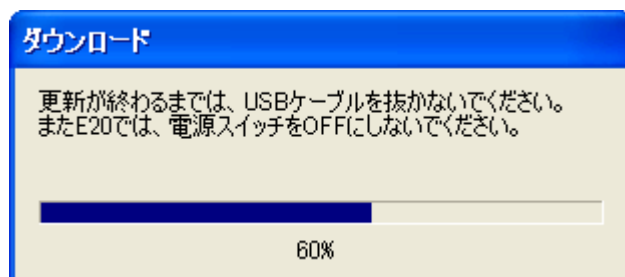 ダウンロード
更新が終わるまでは、USBケーブルを抜かないでください。
またE20では、電源スイッチをOFFにしないでください。
60%